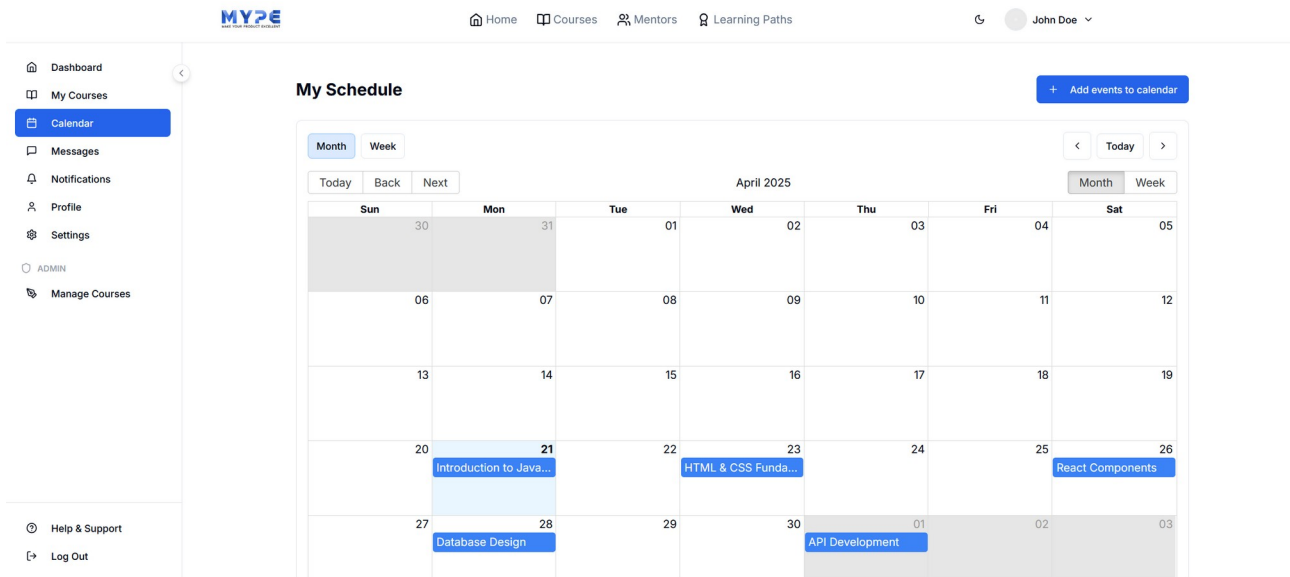 MYPE
MAKE YOUR PRODUCT EXCELLENT
Home Courses Mentors Learning Paths
John Doe
Dashboard
My Courses
Calendar
Messages
Notifications
Profile
Settings
ADMIN
Manage Courses
Help & Support
Log Out
My Schedule
+ Add events to calendar
Month Week
Today
Today Back Next
April 2025
Month Week
Sun Mon Tue Wed Thu Fri Sat
30 31 01 02 03 04 05
06 07 08 09 10 11 12
13 14 15 16 17 18 19
20 21 22 23 24 25 26
Introduction to Java... HTML & CSS Funda... React Components
27 28 29 30 01 02 03
Database Design API Development